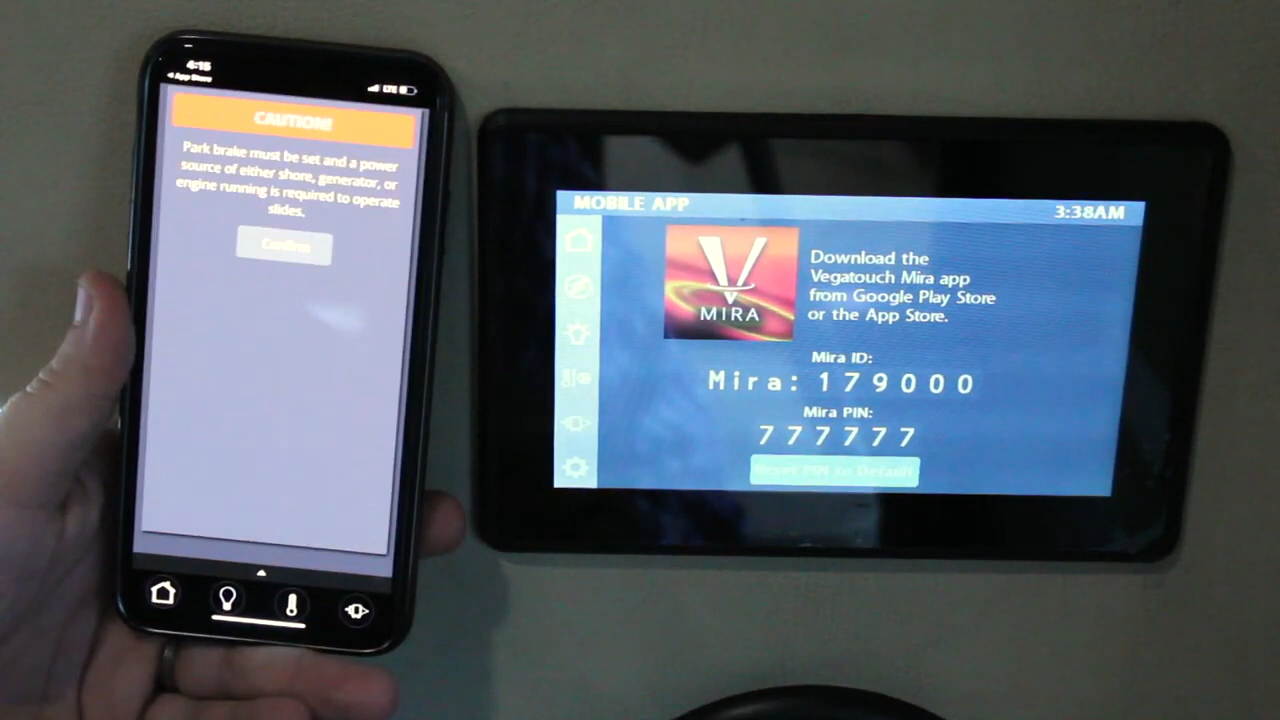 4:15
App Store
LTE
CAUTION!
Park brake must be set and a power
source of either shore, generator, or
engine running is required to operate
slides.
Confirm
MOBILE APP
3:38AM
MIRA
Download the
Vegatouch Mira app
from Google Play Store
or the App Store.
Mira ID:
Mira: 179000
Mira PIN:
777777
Reset PIN to Default